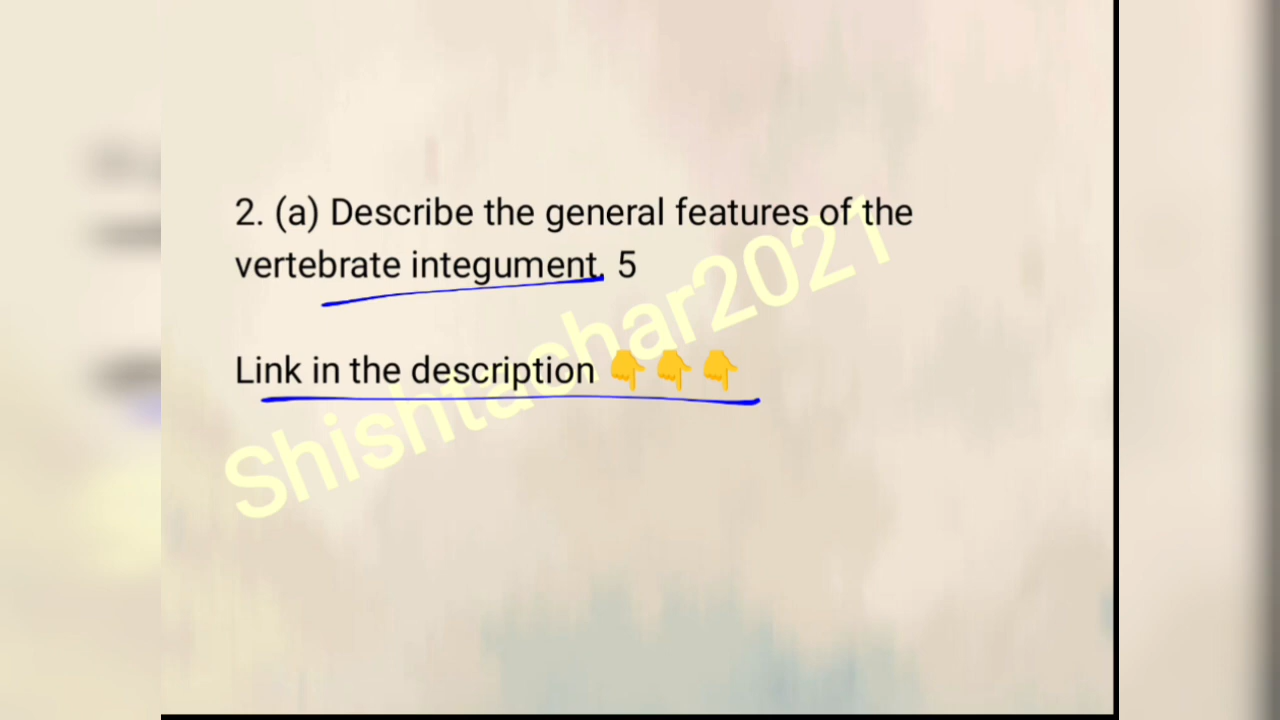 2. (a) Describe the general features of the
vertebrate integument. 5
Link in the description 👇👇👇
Shishtachar2021